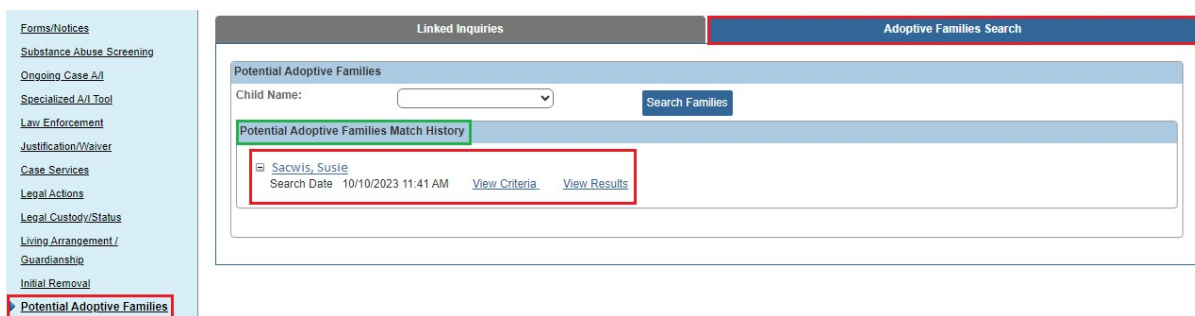 Forms/Notices
Substance Abuse Screening
Ongoing Case A/I
Specialized A/I Tool
Law Enforcement
Justification/Waiver
Case Services
Legal Actions
Legal Custody/Status
Living Arrangement /
Guardianship
Initial Removal
Potential Adoptive Families
Linked Inquiries
Adoptive Families Search
Potential Adoptive Families
Child Name:
Search Families
Potential Adoptive Families Match History
Sacwis, Susie
Search Date 10/10/2023 11:41 AM View Criteria View Results